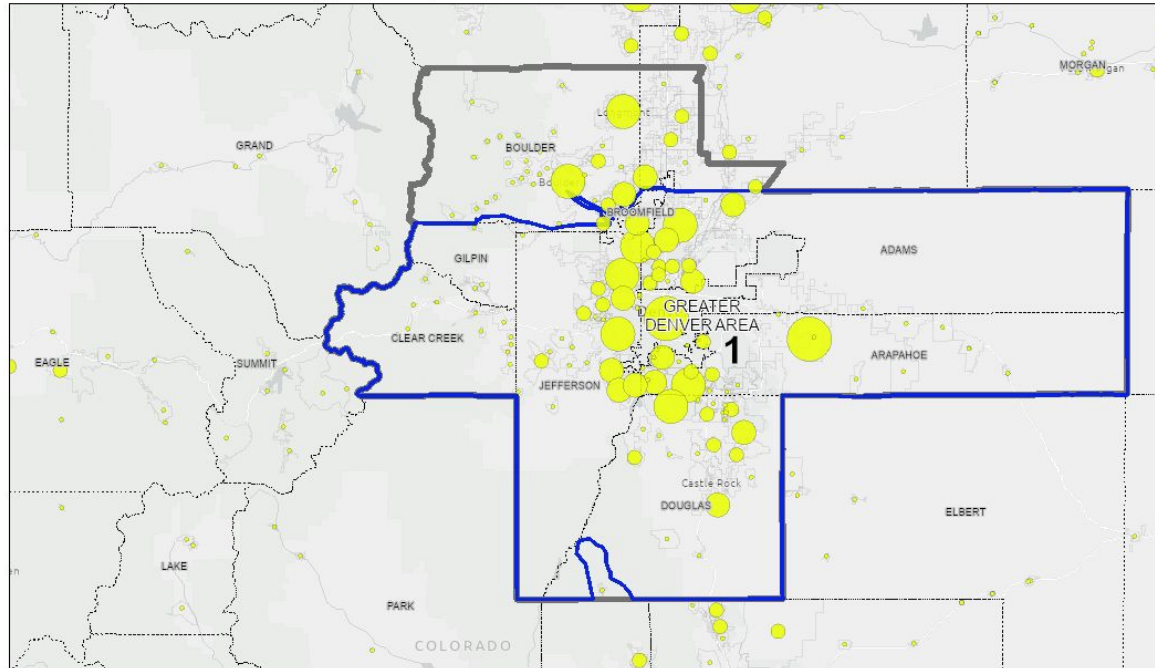 MORGAN
Longmont
GRAND
BOULDER
BROOMFIELD
ADAMS
GILPIN
GREATER
DENVER AREA
1
CLEAR CREEK
EAGLE
SUMMIT
ARAPAHOE
JEFFERSON
Castle Rock
DOUGLAS
ELBERT
LAKE
PARK
COLORADO